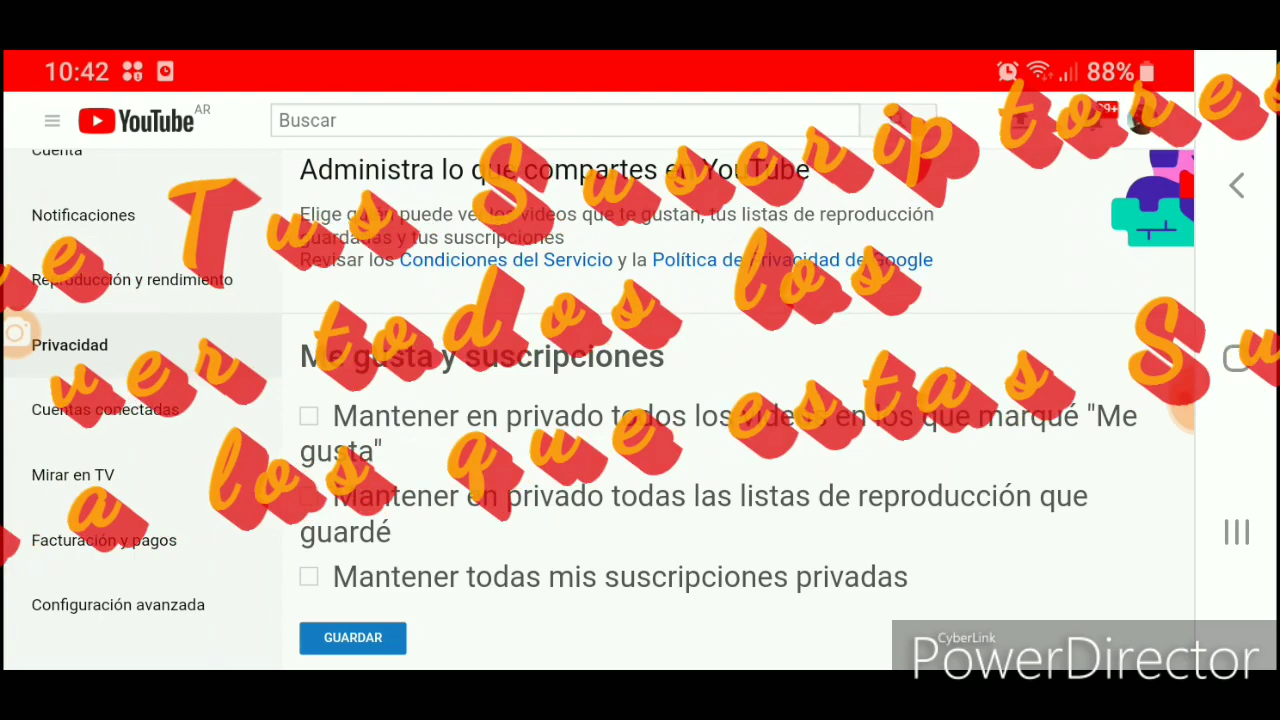 10:42
88%
YouTube AR
Buscar
99+
Cuenta
Notificaciones
Reproducción y rendimiento
Privacidad
Cuentas conectadas
Mirar en TV
Facturación y pagos
Configuración avanzada
Administra lo que compartes en YouTube
Elige quién puede ver los videos que te gustan, tus listas de reproducción
guardadas y tus suscripciones
Revisar los Condiciones del Servicio y la Política de Privacidad de Google
Me gusta y suscripciones
Mantener en privado todos los videos en los que marqué "Me
gusta"
Mantener en privado todas las listas de reproducción que
guardé
Mantener todas mis suscripciones privadas
GUARDAR
Tus Suscriptores
ver todos los
a los que estas
CyberLink
PowerDirector